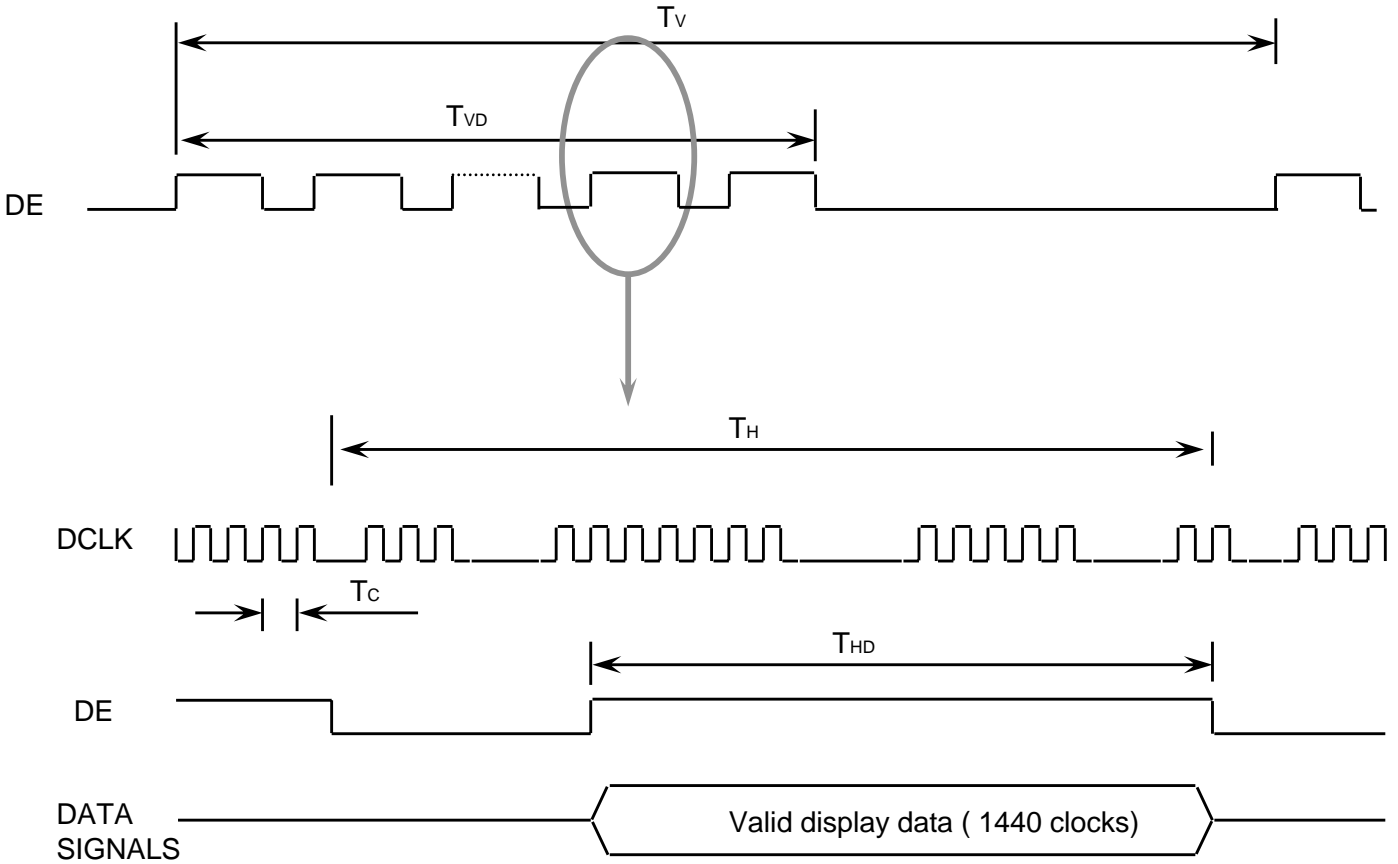 TV
TVD
DE
TH
DCLK
TC
THD
DE
DATA
SIGNALS
Valid display data ( 1440 clocks)